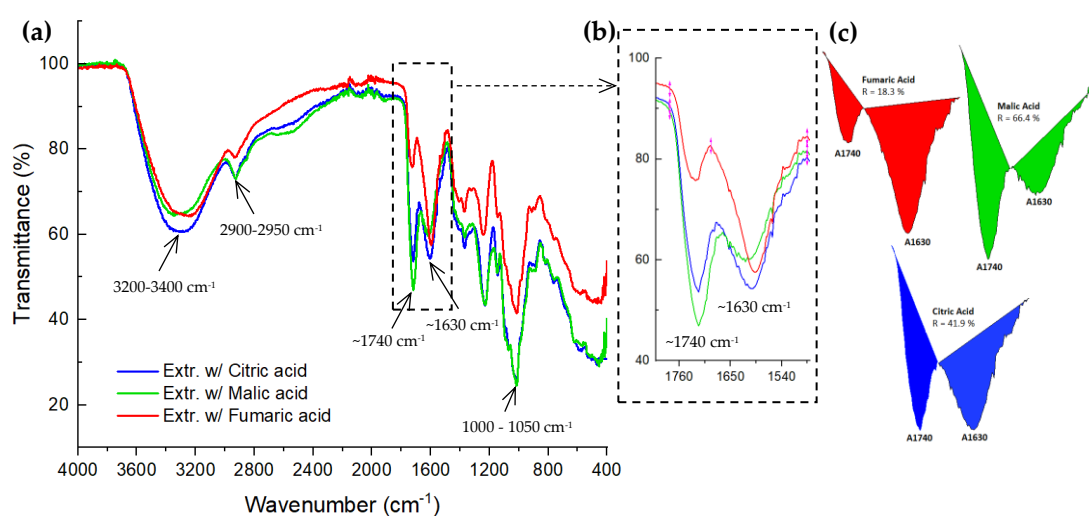 (a)
(b)
(c)
Transmittance (%)
100
80
60
40
20
4000 3600 3200 2800 2400 2000 1600 1200 800 400
Wavenumber (cm-1)
3200-3400 cm-1
2900-2950 cm-1
~1740 cm-1
~1630 cm-1
1000 - 1050 cm-1
Extr. w/ Citric acid
Extr. w/ Malic acid
Extr. w/ Fumaric acid
100
80
60
40
1760 1650 1540
~1740 cm-1
~1630 cm-1
Fumaric Acid
R = 18.3 %
A1740
A1630
Malic Acid
R = 66.4 %
A1630
A1740
Citric Acid
R = 41.9 %
A1740
A1630